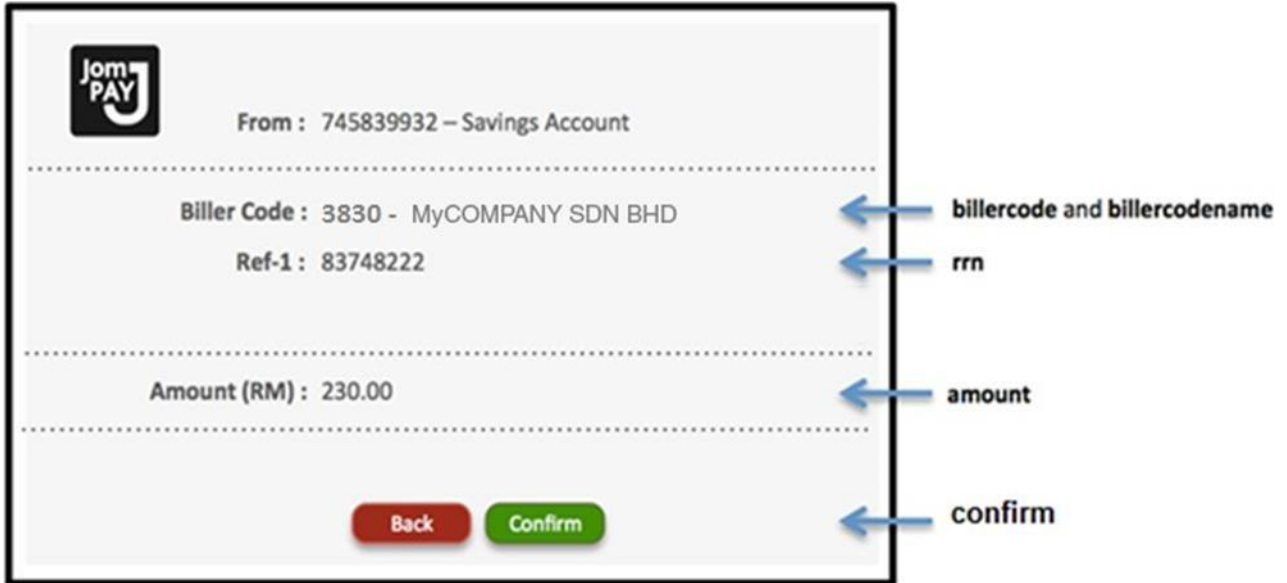 Jom
PAY
From : 745839932 – Savings Account
Biller Code : 3830 - MyCOMPANY SDN BHD
billercode and billercodename
Ref-1 : 83748222
rrn
Amount (RM) : 230.00
amount
Back
Confirm
confirm